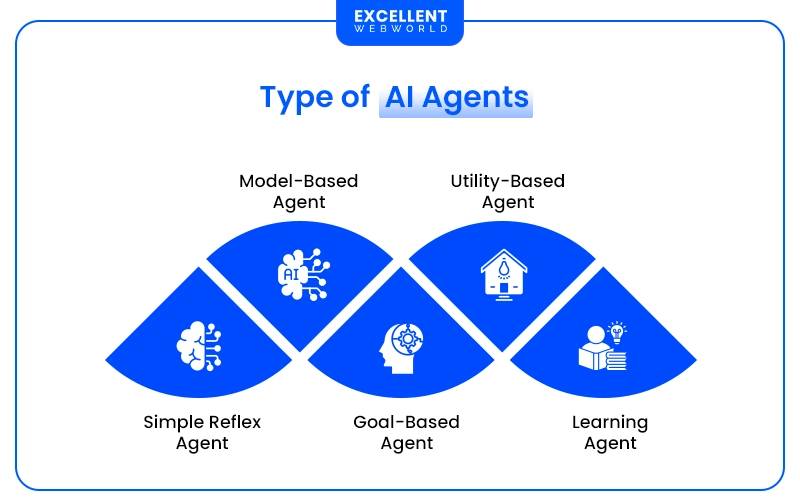 EXCELLENT
WEBWORLD
Type of AI Agents
Model-Based
Agent
Utility-Based
Agent
AI
Simple Reflex
Agent
Goal-Based
Agent
Learning
Agent